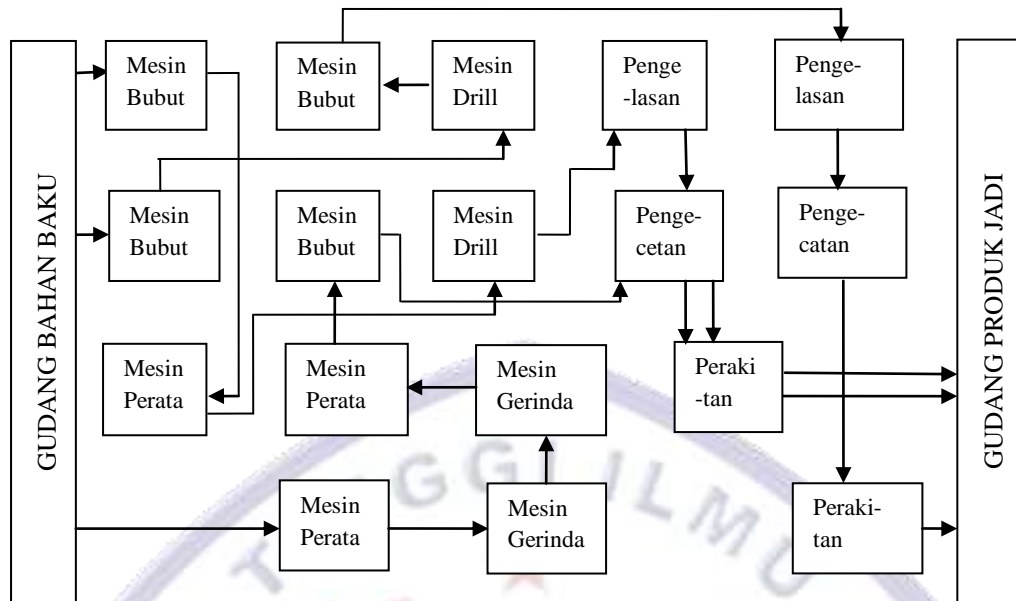 GUDANG BAHAN BAKU
Mesin
Bubut
Mesin
Bubut
Mesin
Drill
Penge
-lasan
Penge-
lasan
Mesin
Bubut
Mesin
Bubut
Mesin
Drill
Penge-
cetan
Penge-
catan
Mesin
Perata
Mesin
Perata
Mesin
Gerinda
Peraki
-tan
Mesin
Perata
Mesin
Gerinda
Peraki-
tan
GUDANG PRODUK JADI
TINGGI ILMU